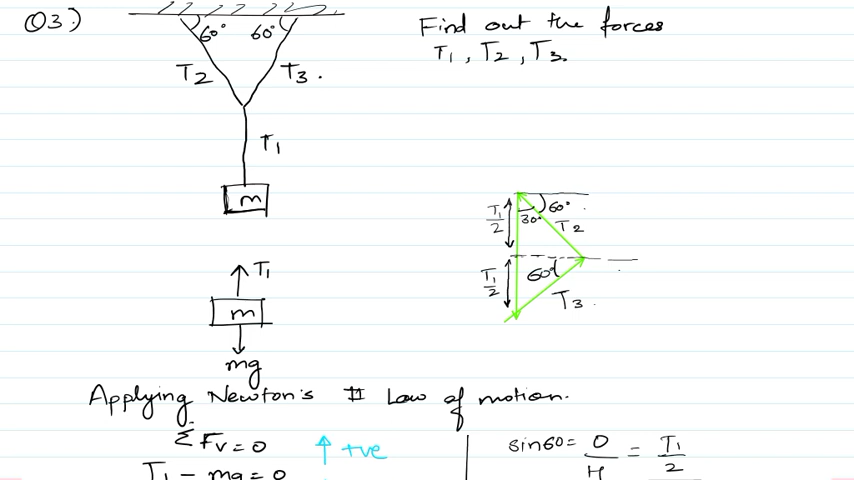 Q3.)
60° 60°
Find out the forces
T1, T2, T3.
T2 T3.
T1
m
T1/2 30° 60° T2
T1/2 60° T3
T1
m
mg
Applying Newton's II Law of motion.
ΣFv = 0 +ve
T1 - mg = 0
sin60 = O/H = T1/2